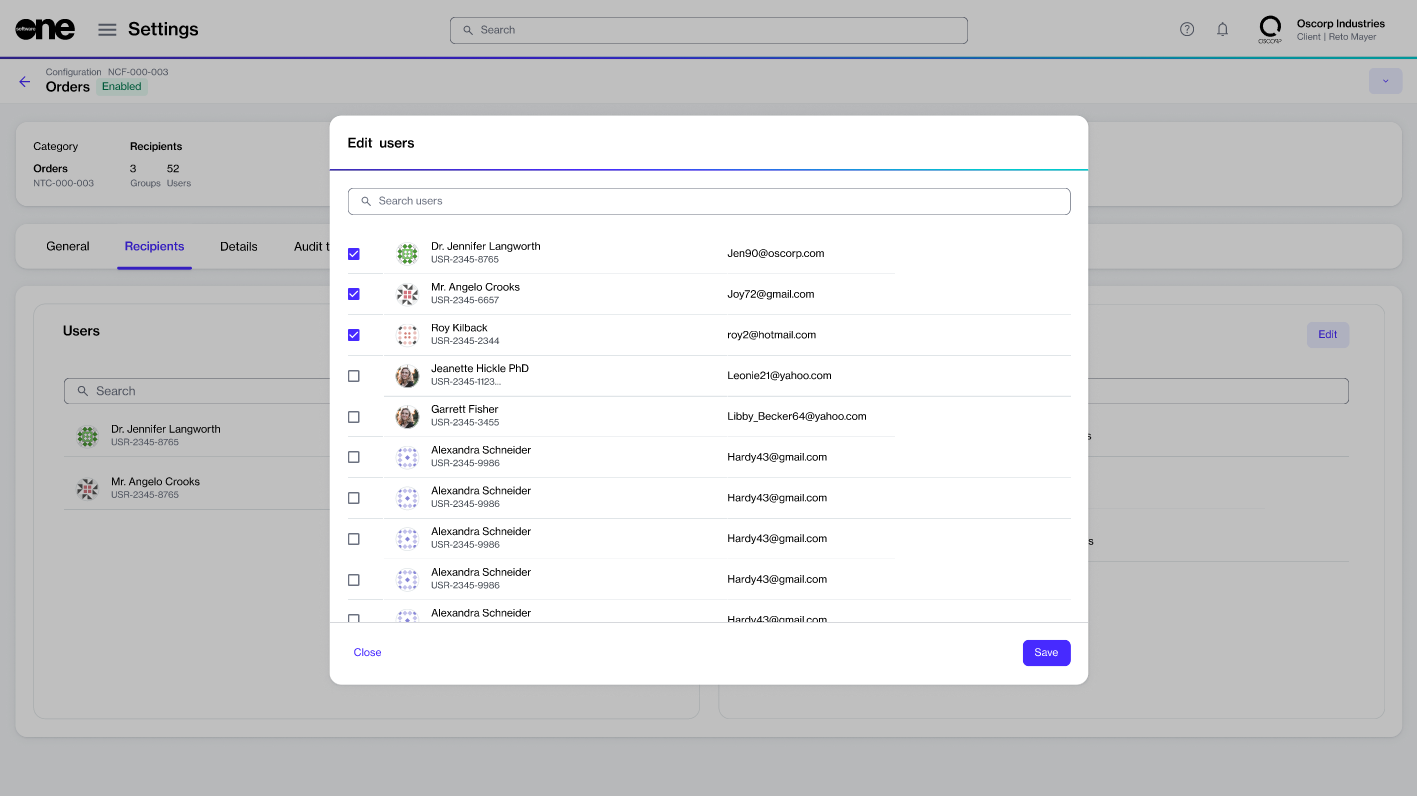 software
one
Settings
Search
OSCORP
Oscorp Industries
Client | Reto Mayer
Configuration NCF-000-003
Orders Enabled
Category Recipients
Orders 3 52
NTC-000-003 Groups Users
General Recipients Details Audit t
Users
Edit
Search
Dr. Jennifer Langworth
USR-2345-8765
Mr. Angelo Crooks
USR-2345-8765
s
s
Edit users
Search users
Dr. Jennifer Langworth
USR-2345-8765
Jen90@oscorp.com
Mr. Angelo Crooks
USR-2345-6657
Joy72@gmail.com
Roy Kilback
USR-2345-2344
roy2@hotmail.com
Jeanette Hickle PhD
USR-2345-1123...
Leonie21@yahoo.com
Garrett Fisher
USR-2345-3455
Libby_Becker64@yahoo.com
Alexandra Schneider
USR-2345-9986
Hardy43@gmail.com
Alexandra Schneider
USR-2345-9986
Hardy43@gmail.com
Alexandra Schneider
USR-2345-9986
Hardy43@gmail.com
Alexandra Schneider
USR-2345-9986
Hardy43@gmail.com
Alexandra Schneider
Hardy43@gmail.com
Close
Save